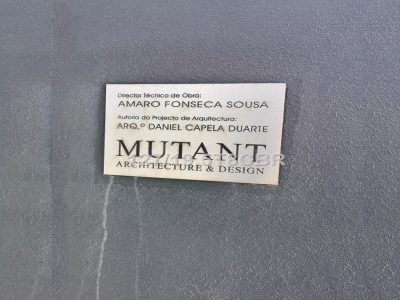 Director Técnico de Obra:
AMARO FONSECA SOUSA
Autoria do Projecto de Arquitectura:
ARQ.º DANIEL CAPELA DUARTE
MUTANT
ARCHITECTURE & DESIGN